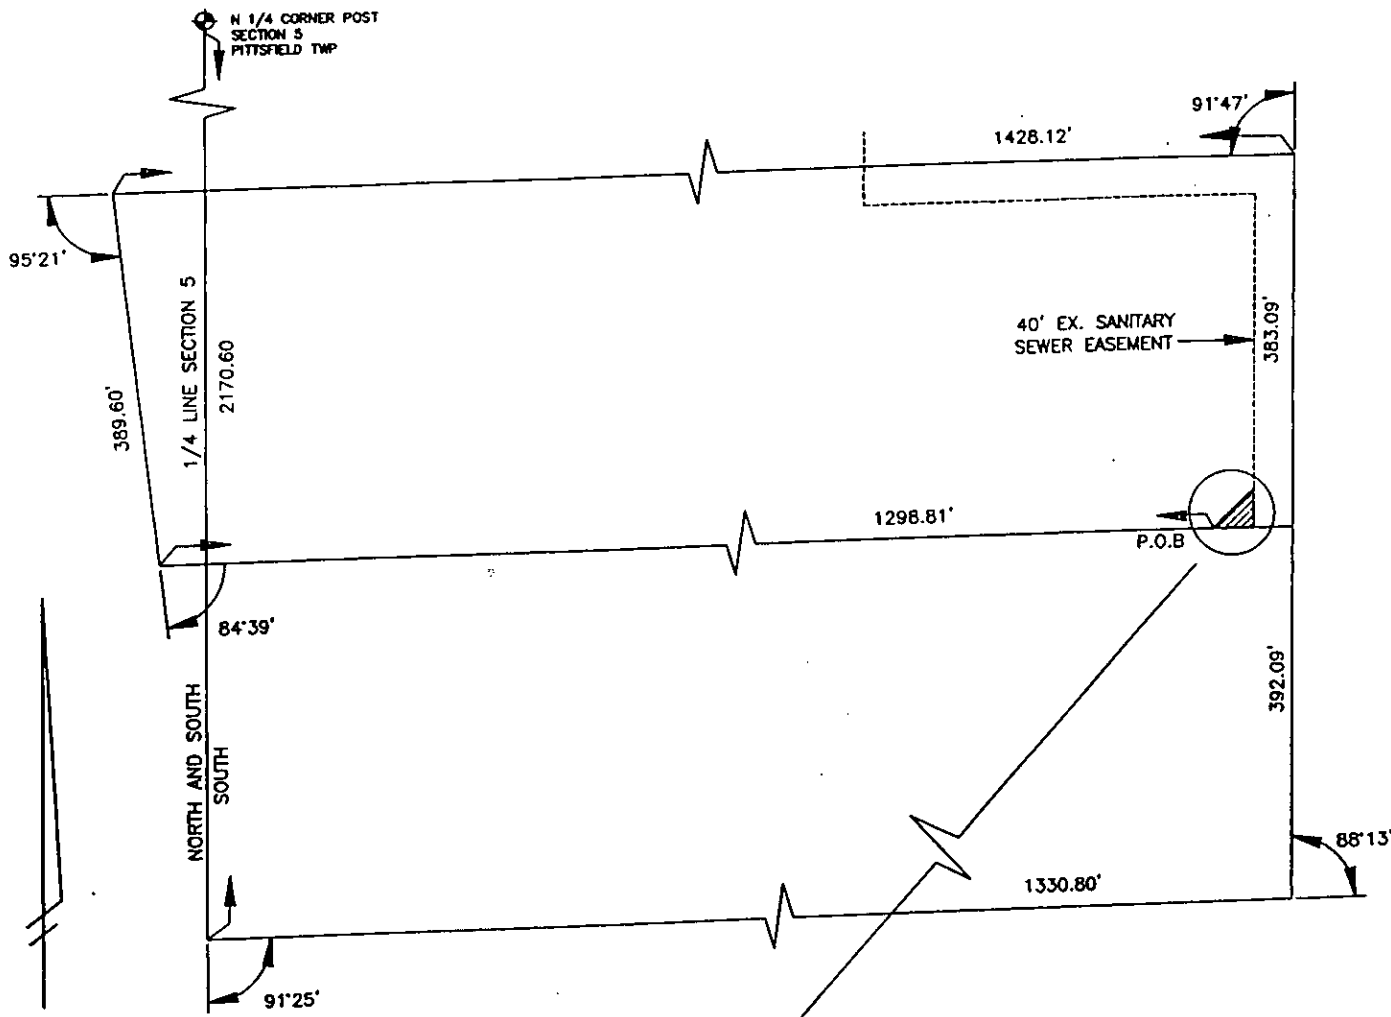 N 1/4 CORNER POST
SECTION 5
PITTSFIELD TWP
91°47'
1428.12'
95°21'
1/4 LINE SECTION 5
2170.60
389.60'
40' EX. SANITARY
SEWER EASEMENT
383.09'
1298.81'
P.O.B
84°39'
NORTH AND SOUTH
SOUTH
392.09'
88°13'
1330.80'
91°25'